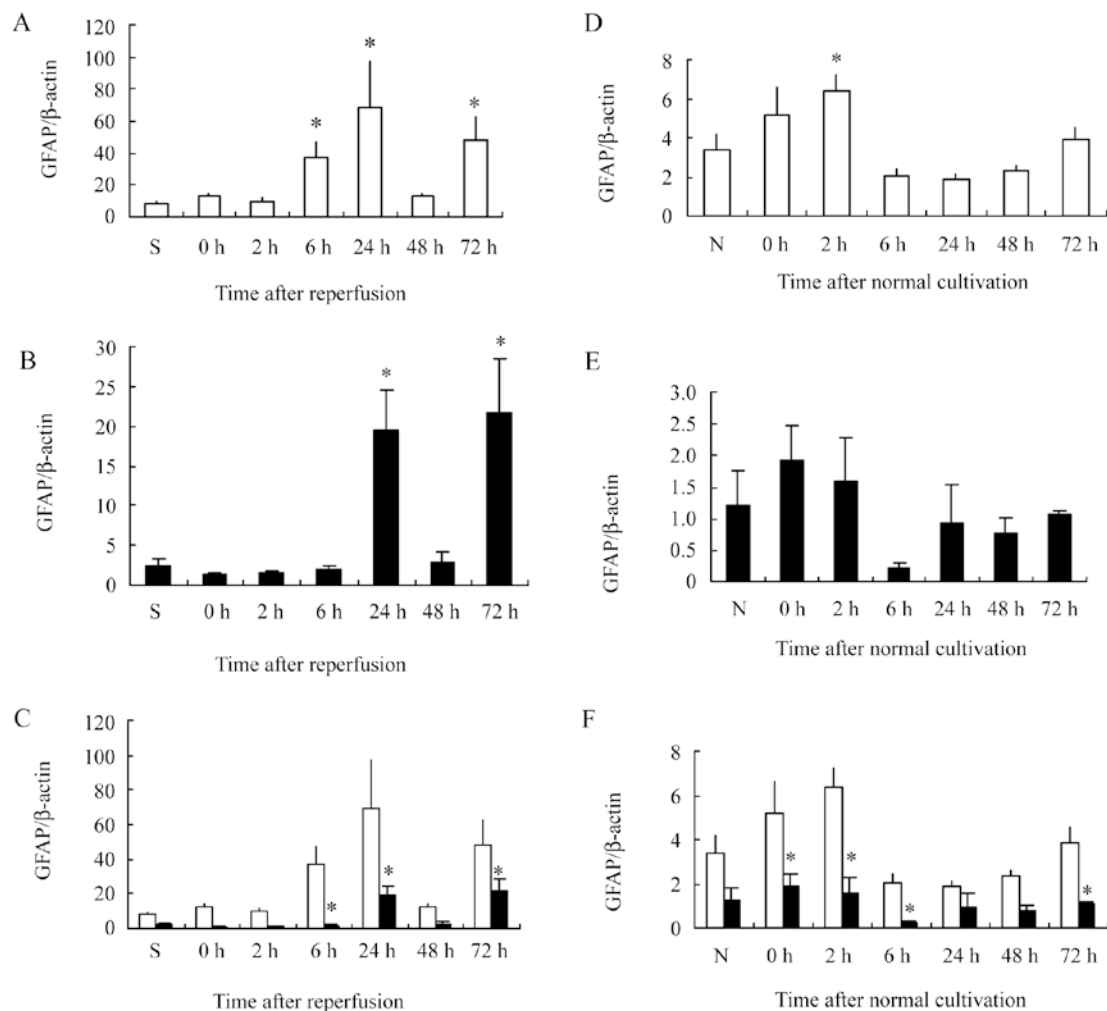 A
GFAP/β-actin
120
100
80
60
40
20
0
* * *
S 0 h 2 h 6 h 24 h 48 h 72 h
Time after reperfusion
D
GFAP/β-actin
8
6
4
2
0
*
N 0 h 2 h 6 h 24 h 48 h 72 h
Time after normal cultivation
B
GFAP/β-actin
30
25
20
15
10
5
0
* *
S 0 h 2 h 6 h 24 h 48 h 72 h
Time after reperfusion
E
GFAP/β-actin
3.0
2.5
2.0
1.5
1.0
0.5
0
N 0 h 2 h 6 h 24 h 48 h 72 h
Time after normal cultivation
C
GFAP/β-actin
120
100
80
60
40
20
0
* * *
S 0 h 2 h 6 h 24 h 48 h 72 h
Time after reperfusion
F
GFAP/β-actin
8
6
4
2
0
* * * *
N 0 h 2 h 6 h 24 h 48 h 72 h
Time after normal cultivation